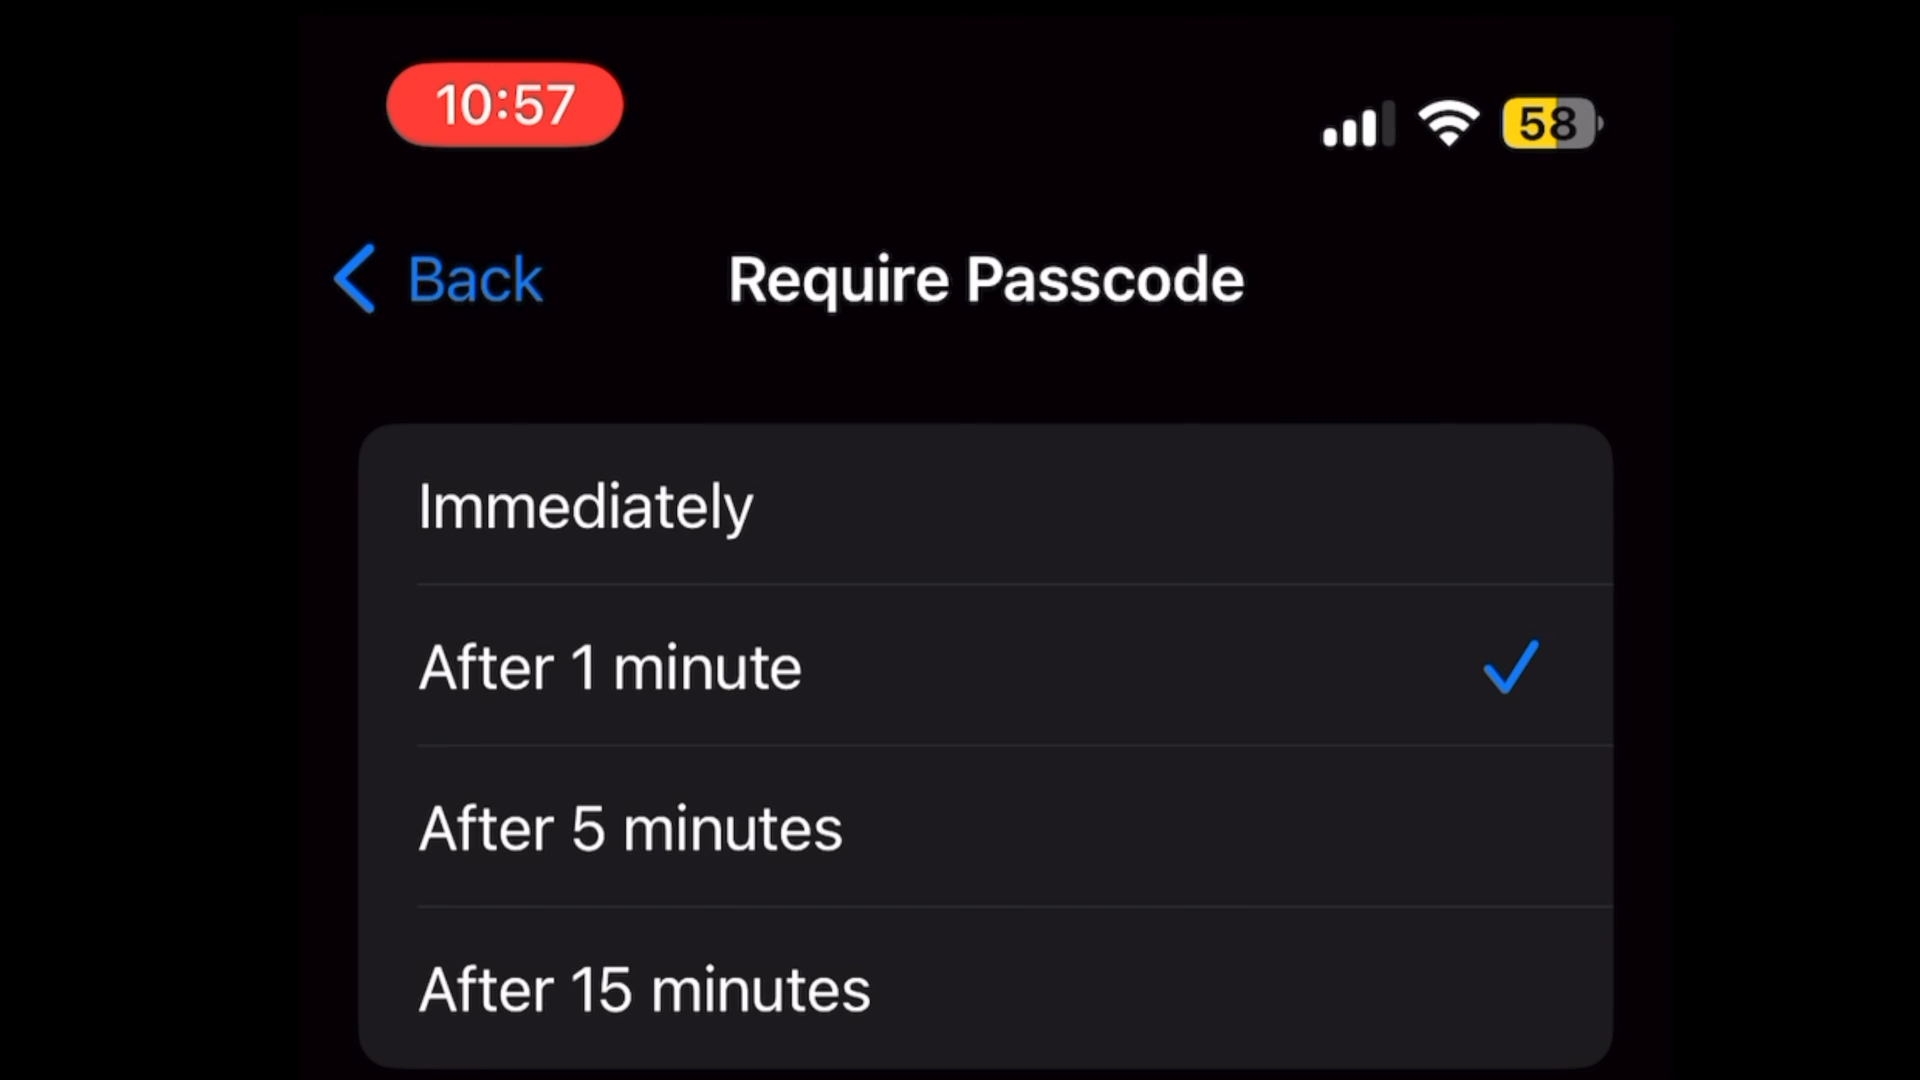 10:57
58
Back
Require Passcode
Immediately
After 1 minute
After 5 minutes
After 15 minutes